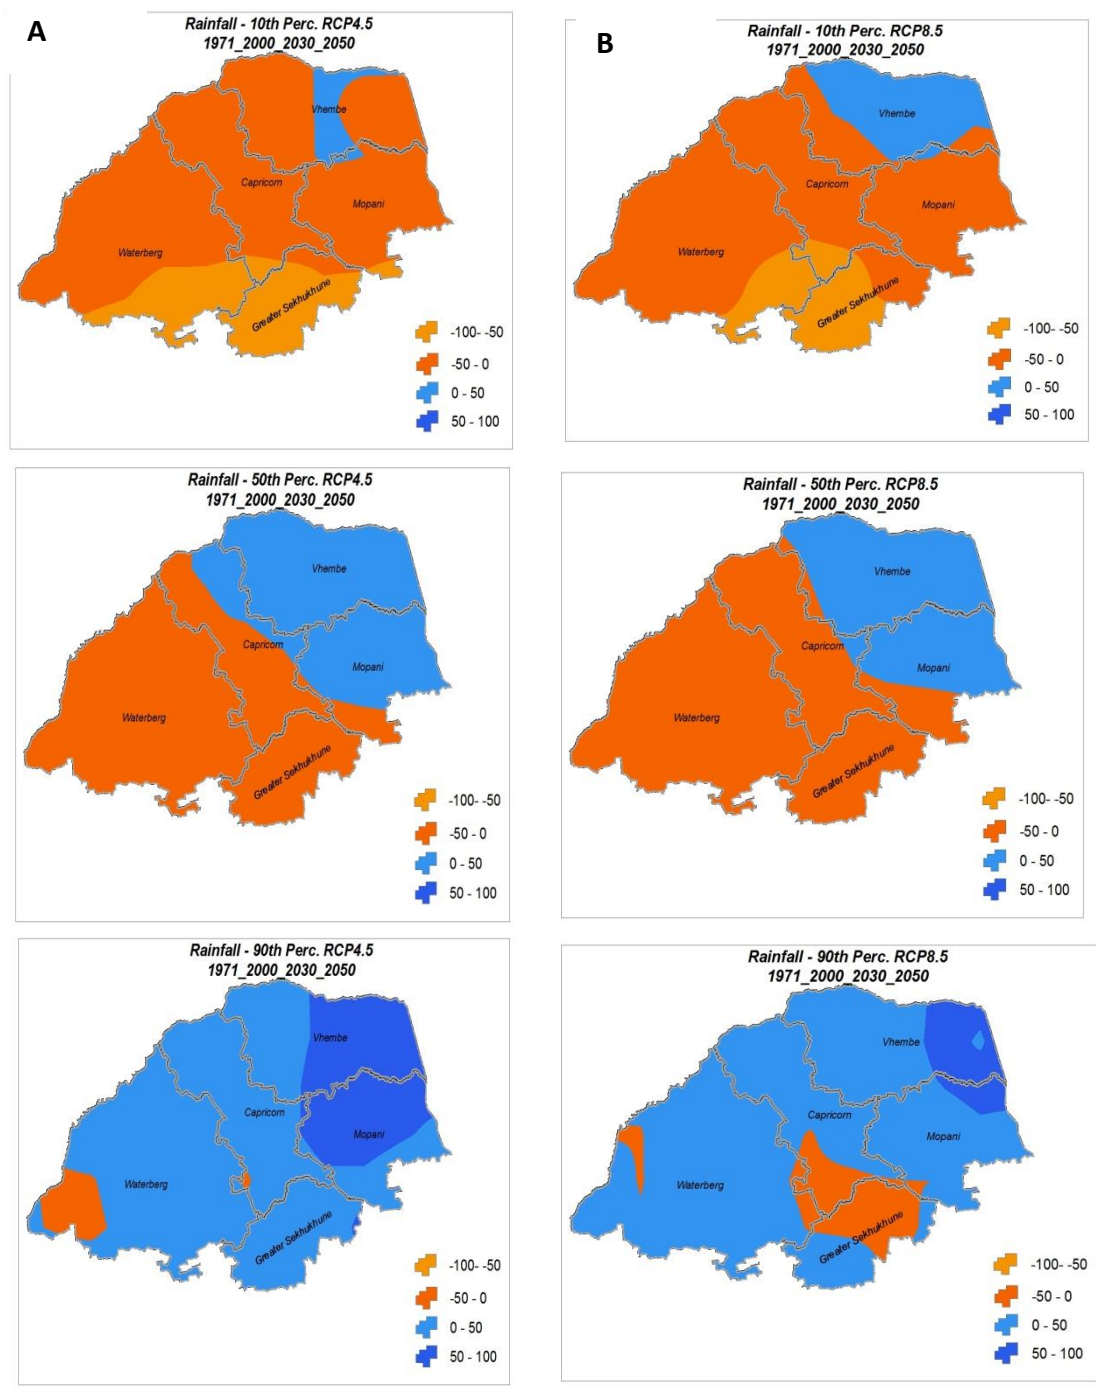 A
Rainfall - 10th Perc. RCP4.5
1971_2000_2030_2050
Vhembe
Capricorn
Mopani
Waterberg
Greater Sekhukhune
-100- -50
-50 - 0
0 - 50
50 - 100
B
Rainfall - 10th Perc. RCP8.5
1971_2000_2030_2050
Vhembe
Capricorn
Mopani
Waterberg
Greater Sekhukhune
-100- -50
-50 - 0
0 - 50
50 - 100
Rainfall - 50th Perc. RCP4.5
1971_2000_2030_2050
Vhembe
Capricorn
Mopani
Waterberg
Greater Sekhukhune
-100- -50
-50 - 0
0 - 50
50 - 100
Rainfall - 50th Perc. RCP8.5
1971_2000_2030_2050
Vhembe
Capricorn
Mopani
Waterberg
Greater Sekhukhune
-100- -50
-50 - 0
0 - 50
50 - 100
Rainfall - 90th Perc. RCP4.5
1971_2000_2030_2050
Vhembe
Capricorn
Mopani
Waterberg
Greater Sekhukhune
-100- -50
-50 - 0
0 - 50
50 - 100
Rainfall - 90th Perc. RCP8.5
1971_2000_2030_2050
Vhembe
Capricorn
Mopani
Waterberg
Greater Sekhukhune
-100- -50
-50 - 0
0 - 50
50 - 100